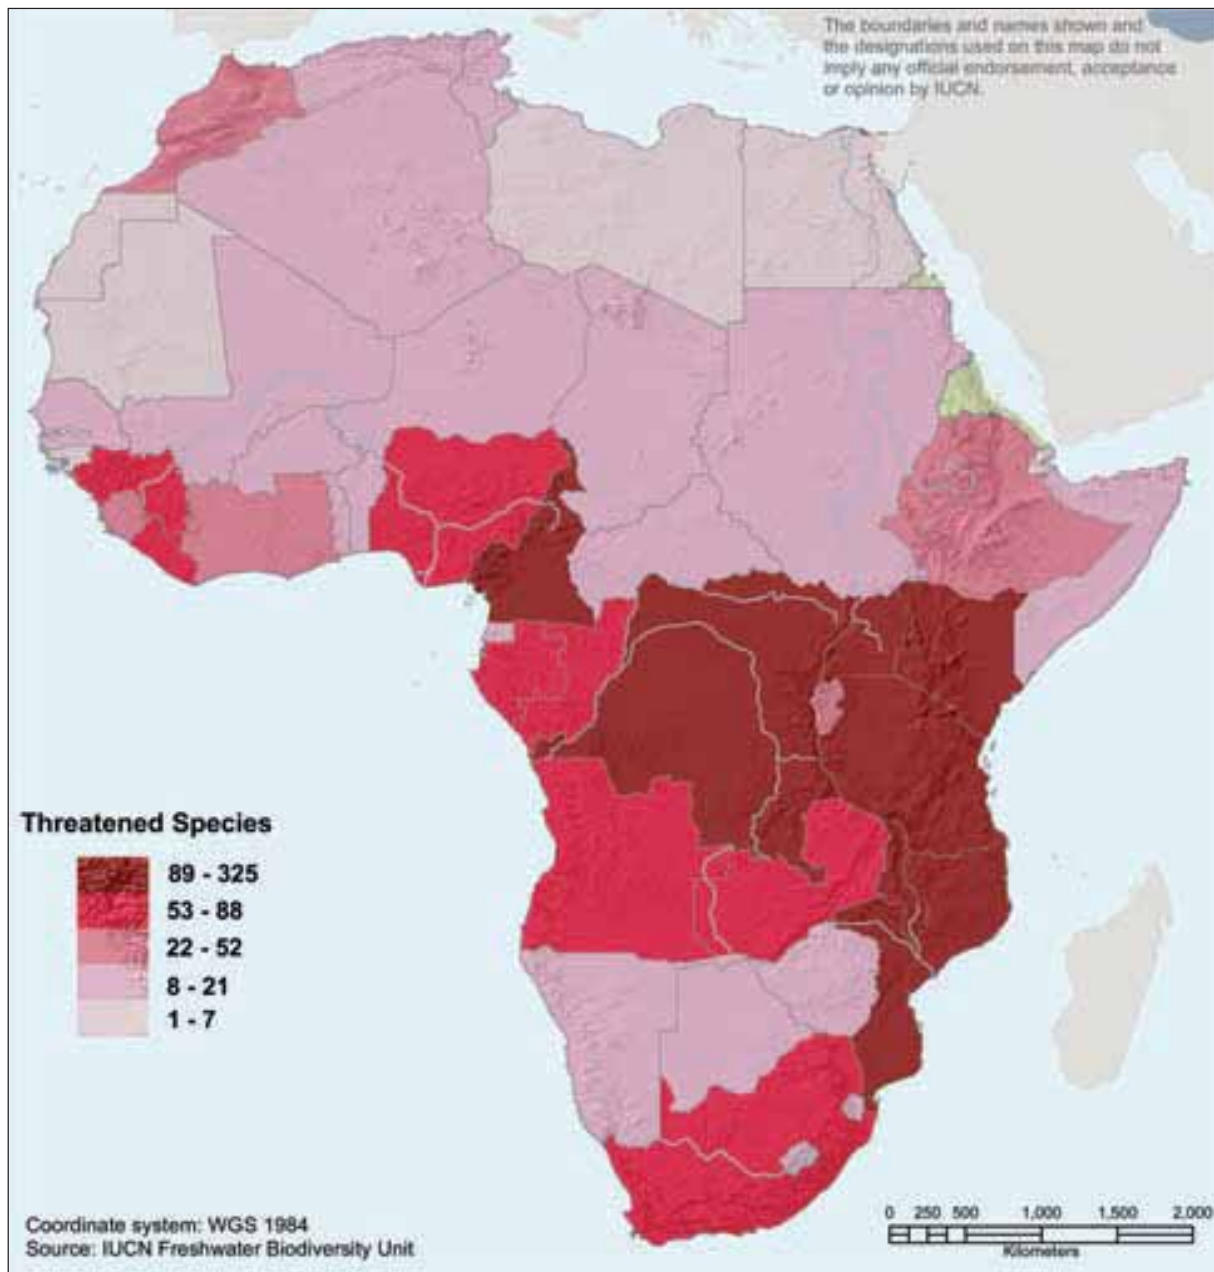 The boundaries and names shown and
the designations used on this map do not
imply any official endorsement, acceptance
or opinion by IUCN.
Threatened Species
89 - 325
53 - 88
22 - 52
8 - 21
1 - 7
Coordinate system: WGS 1984
Source: IUCN Freshwater Biodiversity Unit
0 250 500 1,000 1,500 2,000
Kilometers